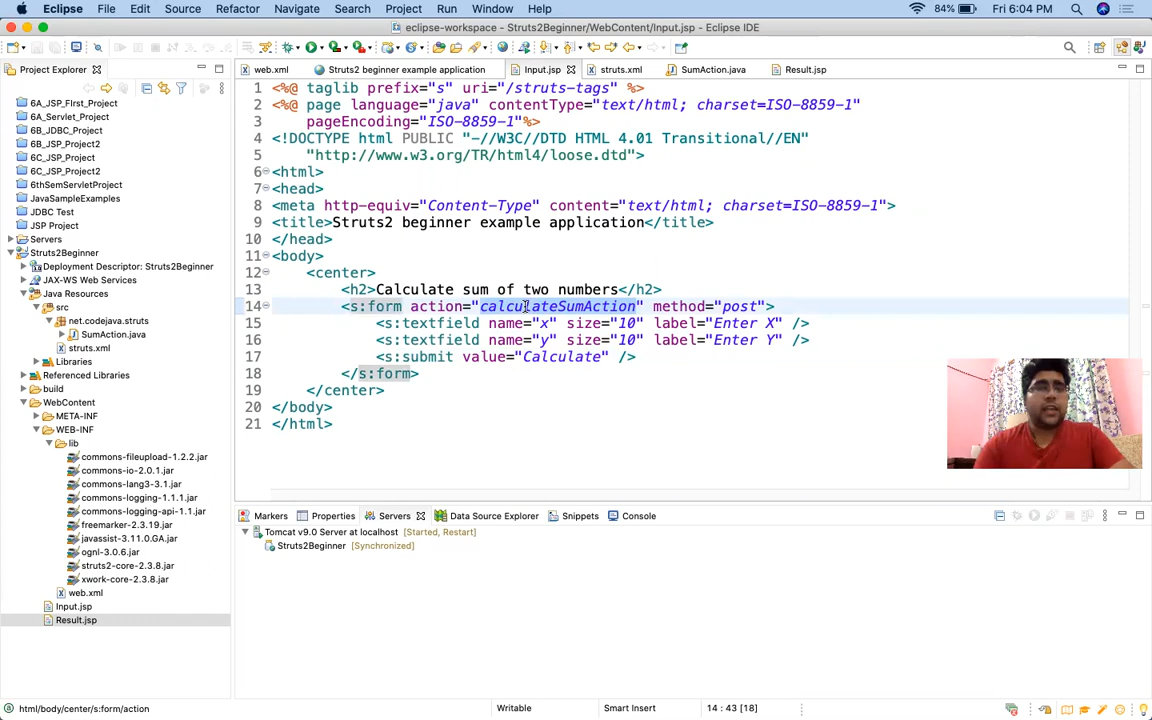 Eclipse File Edit Source Refactor Navigate Search Project Run Window Help 84% Fri 6:04 PM
eclipse-workspace - Struts2Beginner/WebContent/Input.jsp - Eclipse IDE
Project Explorer
6A_JSP_FIrst_Project
6A_Servlet_Project
6B_JDBC_Project
6B_JSP_Project2
6C_JSP_Project
6C_JSP_Project2
6thSemServletProject
JavaSampleExamples
JDBC Test
JSP Project
Servers
Struts2Beginner
Deployment Descriptor: Struts2Beginner
JAX-WS Web Services
Java Resources
src
net.codejava.struts
SumAction.java
struts.xml
Libraries
Referenced Libraries
build
WebContent
META-INF
WEB-INF
lib
commons-fileupload-1.2.2.jar
commons-io-2.0.1.jar
commons-lang3-3.1.jar
commons-logging-1.1.1.jar
commons-logging-api-1.1.jar
freemarker-2.3.19.jar
javassist-3.11.0.GA.jar
ognl-3.0.6.jar
struts2-core-2.3.8.jar
xwork-core-2.3.8.jar
web.xml
Input.jsp
Result.jsp
web.xml Struts2 beginner example application Input.jsp struts.xml SumAction.java Result.jsp
1 <%@ taglib prefix="s" uri="/struts-tags" %>
2 <%@ page language="java" contentType="text/html; charset=ISO-8859-1"
3 pageEncoding="ISO-8859-1"%>
4 <!DOCTYPE html PUBLIC "-//W3C//DTD HTML 4.01 Transitional//EN"
5 "http://www.w3.org/TR/html4/loose.dtd">
6 <html>
7 <head>
8 <meta http-equiv="Content-Type" content="text/html; charset=ISO-8859-1">
9 <title>Struts2 beginner example application</title>
10 </head>
11 <body>
12 <center>
13 <h2>Calculate sum of two numbers</h2>
14 <s:form action="calculateSumAction" method="post">
15 <s:textfield name="x" size="10" label="Enter X" />
16 <s:textfield name="y" size="10" label="Enter Y" />
17 <s:submit value="Calculate" />
18 </s:form>
19 </center>
20 </body>
21 </html>
Markers Properties Servers Data Source Explorer Snippets Console
Tomcat v9.0 Server at localhost [Started, Restart]
Struts2Beginner [Synchronized]
html/body/center/s:form/action Writable Smart Insert 14 : 43 [18]